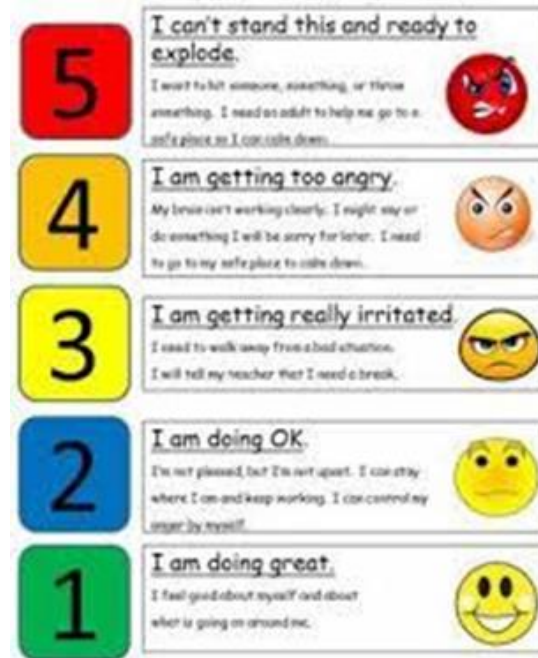 5
I can't stand this and ready to
explode.
I want to hit someone, something, or throw
something. I need an adult to help me go to a
safe place so I can calm down.
4
I am getting too angry.
My brain isn't working clearly. I might say or
do something I will be sorry for later. I need
to go to my safe place to calm down.
3
I am getting really irritated.
I need to walk away from a bad situation.
I will tell my teacher that I need a break.
2
I am doing OK.
I'm not pleased, but I'm not upset. I can stay
where I am and keep working. I can control my
anger by myself.
1
I am doing great.
I feel good about myself and about
what is going on around me.